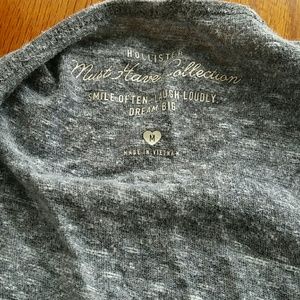 HOLLISTER
Must Have Collection
SMILE OFTEN. LAUGH LOUDLY.
DREAM BIG
M
MADE IN VIETNAM